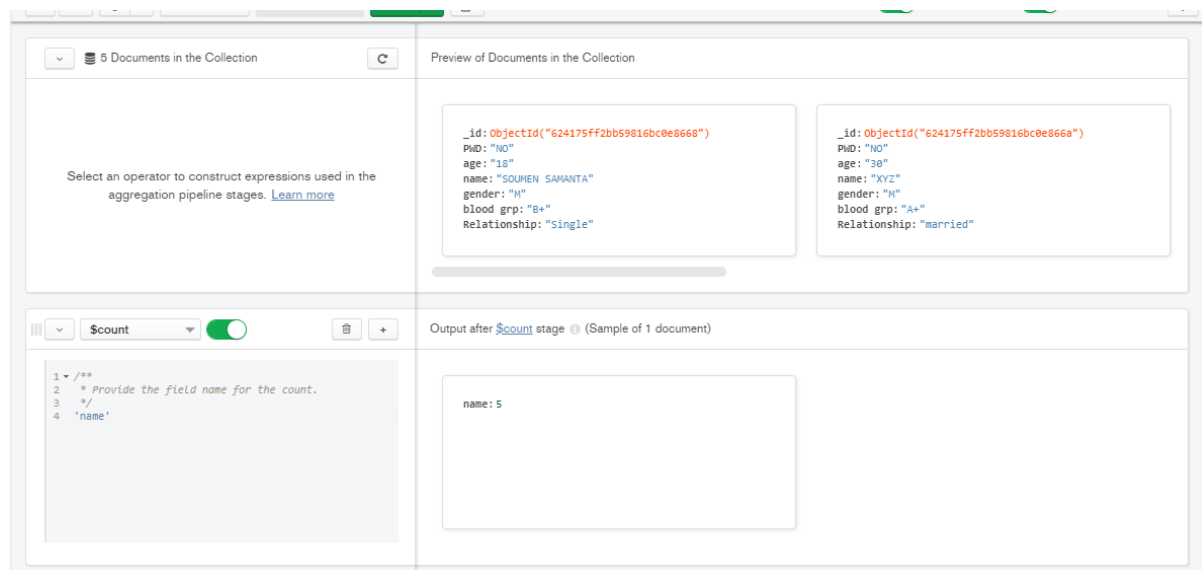 5 Documents in the Collection
Preview of Documents in the Collection
Select an operator to construct expressions used in the
aggregation pipeline stages. Learn more
_id: ObjectId("624175ff2bb59816bc0e8668")
PWD: "NO"
age: "18"
name: "SOUMEN SAMANTA"
gender: "M"
blood grp: "B+"
Relationship: "Single"
_id: ObjectId("624175ff2bb59816bc0e866a")
PWD: "NO"
age: "30"
name: "XYZ"
gender: "M"
blood grp: "A+"
Relationship: "married"
$count
Output after $count stage (Sample of 1 document)
1 /**
2 * Provide the field name for the count.
3 */
4 'name'
name: 5